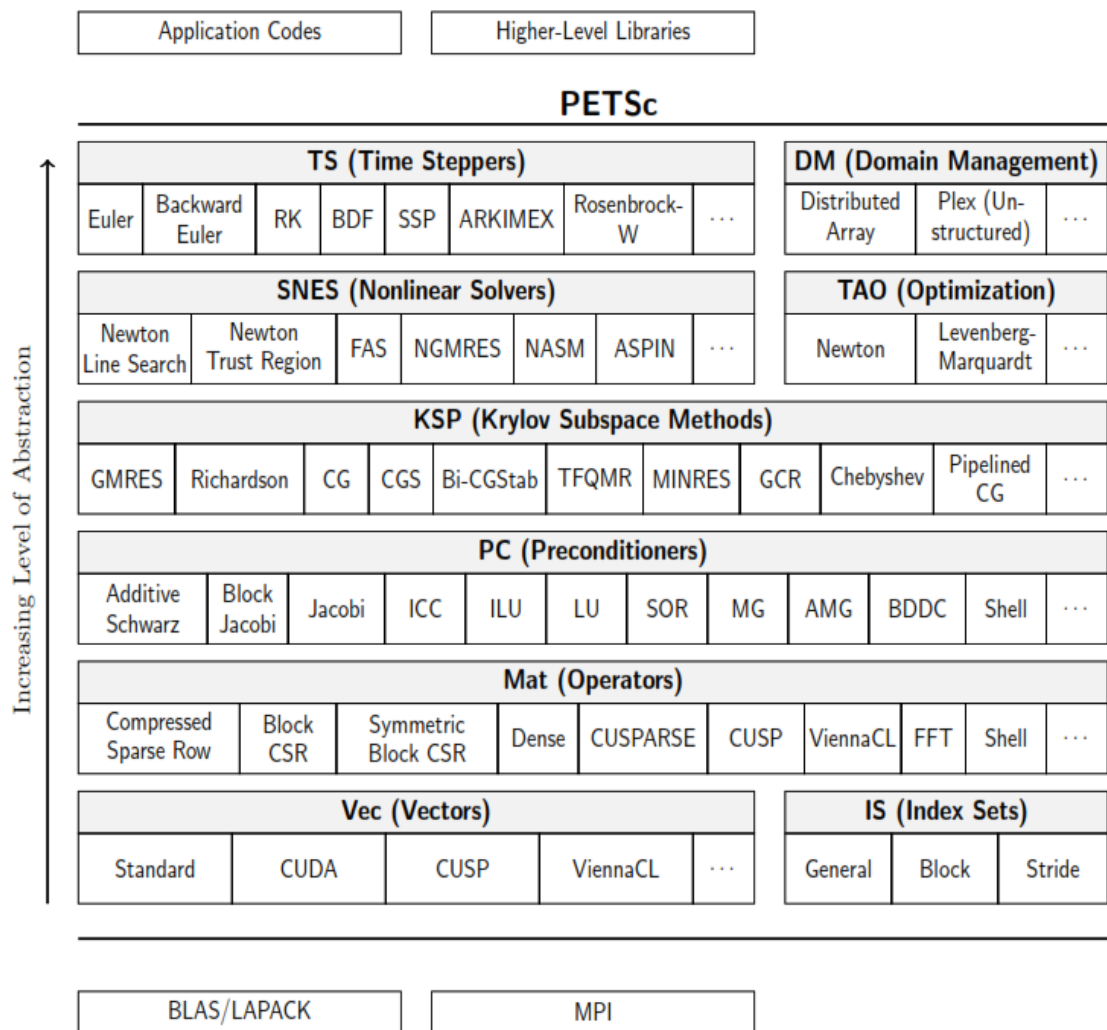 Application Codes
Higher-Level Libraries
PETSc
Increasing Level of Abstraction
TS (Time Steppers)
Euler
Backward
Euler
RK
BDF
SSP
ARKIMEX
Rosenbrock-
W
···
DM (Domain Management)
Distributed
Array
Plex (Un-
structured)
···
SNES (Nonlinear Solvers)
Newton
Line Search
Newton
Trust Region
FAS
NGMRES
NASM
ASPIN
···
TAO (Optimization)
Newton
Levenberg-
Marquardt
···
KSP (Krylov Subspace Methods)
GMRES
Richardson
CG
CGS
Bi-CGStab
TFQMR
MINRES
GCR
Chebyshev
Pipelined
CG
···
PC (Preconditioners)
Additive
Schwarz
Block
Jacobi
Jacobi
ICC
ILU
LU
SOR
MG
AMG
BDDC
Shell
···
Mat (Operators)
Compressed
Sparse Row
Block
CSR
Symmetric
Block CSR
Dense
CUSPARSE
CUSP
ViennaCL
FFT
Shell
···
Vec (Vectors)
Standard
CUDA
CUSP
ViennaCL
···
IS (Index Sets)
General
Block
Stride
BLAS/LAPACK
MPI